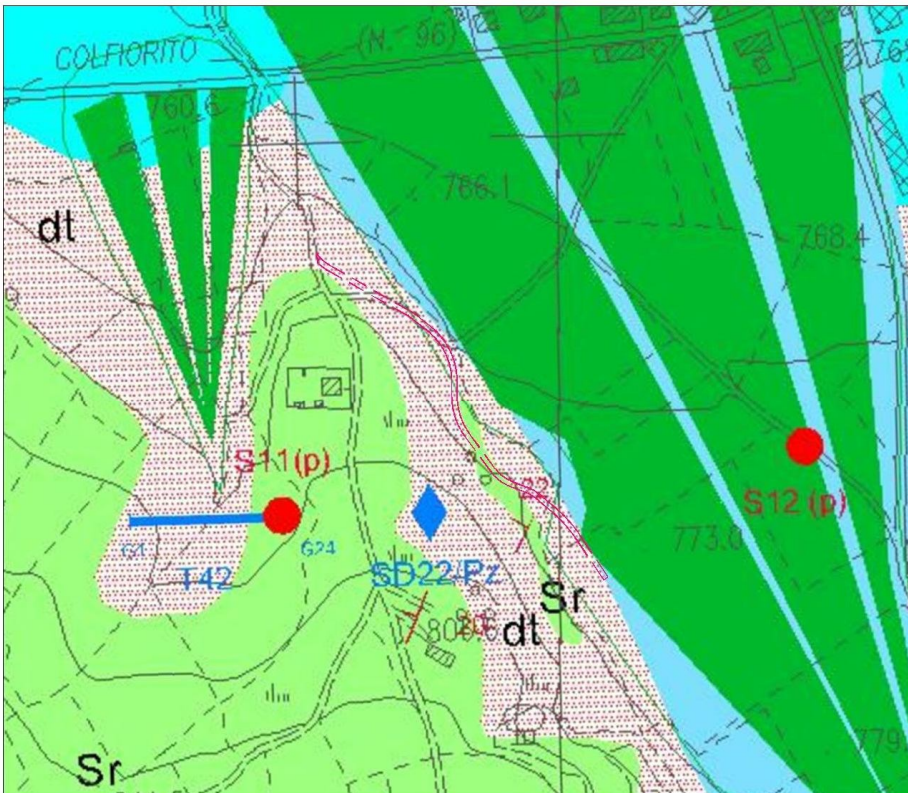 COLFIORITO
(N. 96)
760.6
766.1
dt
768.4
S11(p)
22
S12 (p)
G1
G24
773.0
T42
SD22-Pz
Sr
dt
779.
Sr